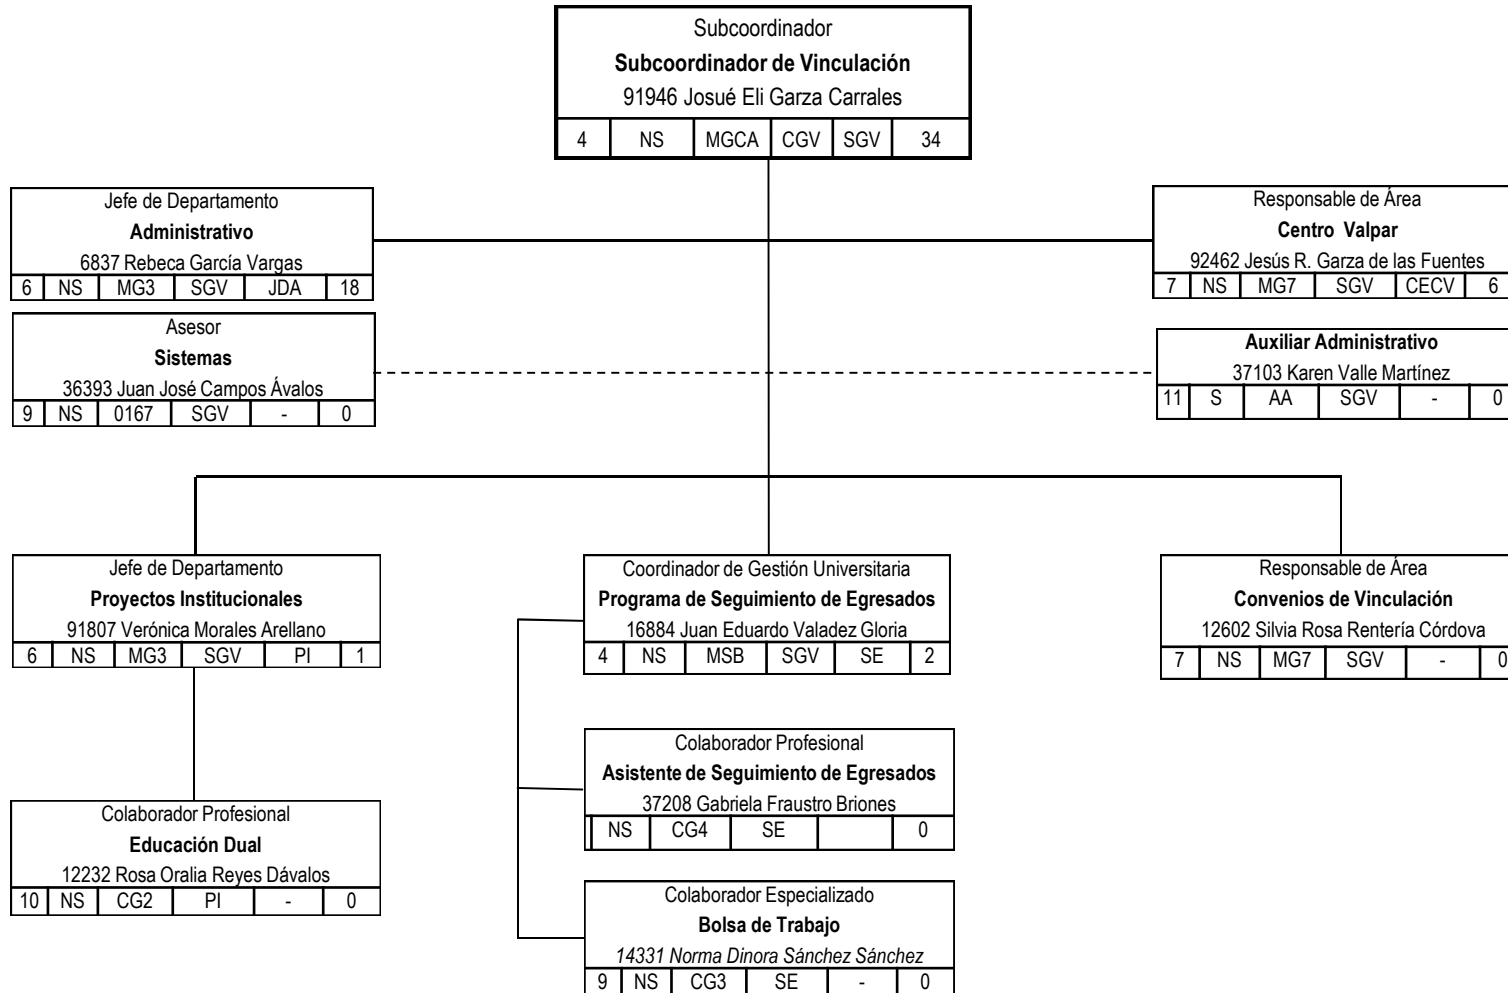 Subcoordinador
Subcoordinador de Vinculación
91946 Josué Eli Garza Carrales
4 NS MGCA CGV SGV 34
Jefe de Departamento
Administrativo
6837 Rebeca García Vargas
6 NS MG3 SGV JDA 18
Responsable de Área
Centro Valpar
92462 Jesús R. Garza de las Fuentes
7 NS MG7 SGV CECV 6
Asesor
Sistemas
36393 Juan José Campos Ávalos
9 NS 0167 SGV - 0
Auxiliar Administrativo
37103 Karen Valle Martínez
11 S AA SGV - 0
Jefe de Departamento
Proyectos Institucionales
91807 Verónica Morales Arellano
6 NS MG3 SGV PI 1
Coordinador de Gestión Universitaria
Programa de Seguimiento de Egresados
16884 Juan Eduardo Valadez Gloria
4 NS MSB SGV SE 2
Responsable de Área
Convenios de Vinculación
12602 Silvia Rosa Rentería Córdova
7 NS MG7 SGV - 0
Colaborador Profesional
Asistente de Seguimiento de Egresados
37208 Gabriela Fraustro Briones
NS CG4 SE 0
Colaborador Profesional
Educación Dual
12232 Rosa Oralia Reyes Dávalos
10 NS CG2 PI - 0
Colaborador Especializado
Bolsa de Trabajo
14331 Norma Dinora Sánchez Sánchez
9 NS CG3 SE - 0